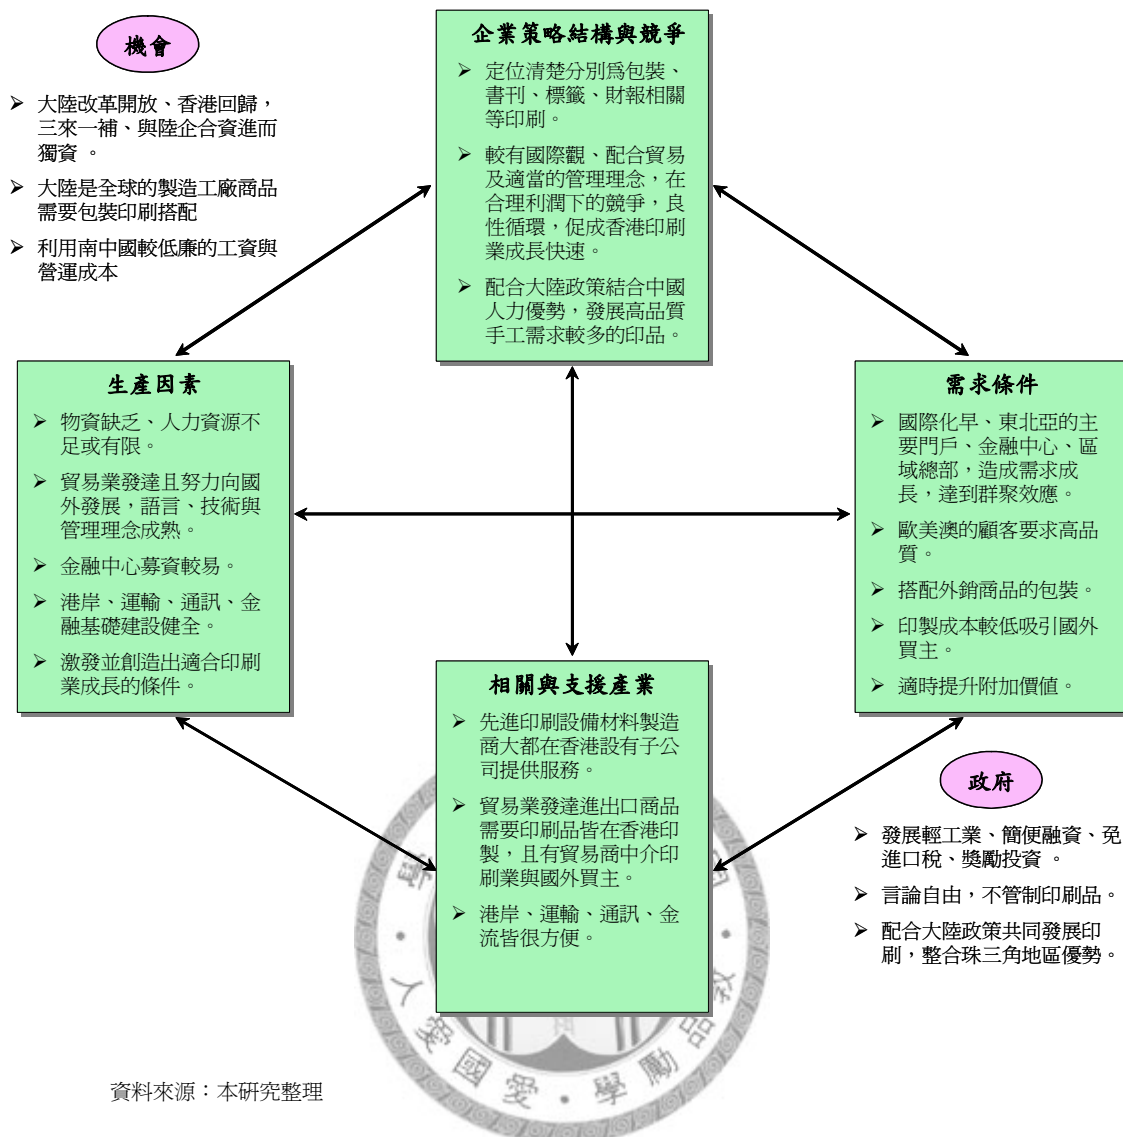 機會
➢ 大陸改革開放、香港回歸，
三來一補、與陸企合資進而
獨資 。
➢ 大陸是全球的製造工廠商品
需要包裝印刷搭配
➢ 利用南中國較低廉的工資與
營運成本
企業策略結構與競爭
➢ 定位清楚分別為包裝、
書刊、標籤、財報相關
等印刷。
➢ 較有國際觀、配合貿易
及適當的管理理念，在
合理利潤下的競爭，良
性循環，促成香港印刷
業成長快速。
➢ 配合大陸政策結合中國
人力優勢，發展高品質
手工需求較多的印品。
生產因素
➢ 物資缺乏、人力資源不
足或有限。
➢ 貿易業發達且努力向國
外發展，語言、技術與
管理理念成熟。
➢ 金融中心募資較易。
➢ 港岸、運輸、通訊、金
融基礎建設健全。
➢ 激發並創造出適合印刷
業成長的條件。
需求條件
➢ 國際化早、東北亞的主
要門戶、金融中心、區
域總部，造成需求成
長，達到群聚效應。
➢ 歐美澳的顧客要求高品
質。
➢ 搭配外銷商品的包裝。
➢ 印製成本較低吸引國外
買主。
➢ 適時提升附加價值。
相關與支援產業
➢ 先進印刷設備材料製造
商大都在香港設有子公
司提供服務。
➢ 貿易業發達進出口商品
需要印刷品皆在香港印
製，且有貿易商中介印
刷業與國外買主。
➢ 港岸、運輸、通訊、金
流皆很方便。
政府
➢ 發展輕工業、簡便融資、免
進口稅、獎勵投資 。
➢ 言論自由，不管制印刷品。
➢ 配合大陸政策共同發展印
刷，整合珠三角地區優勢。
人愛國愛・學勵品
資料來源：本研究整理